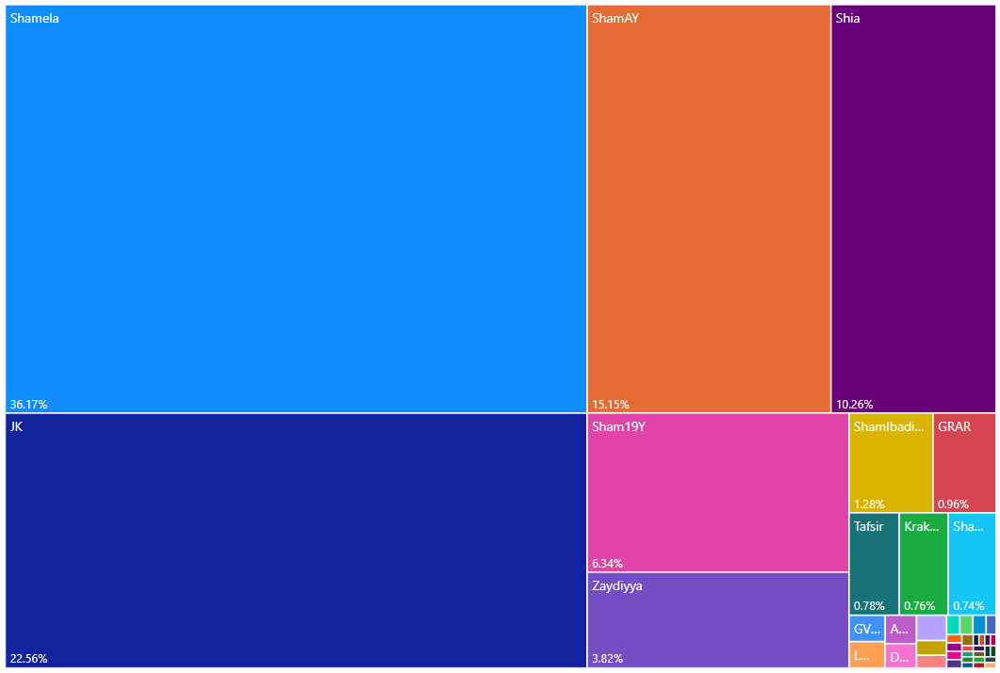 Shamela
36.17%
ShamAY
15.15%
Shia
10.26%
JK
22.56%
Sham19Y
6.34%
Zaydiyya
3.82%
ShamIbadi...
1.28%
GRAR
0.96%
Tafsir
0.78%
Krak...
0.76%
Sha...
0.74%
GV...
A...
L...
D...